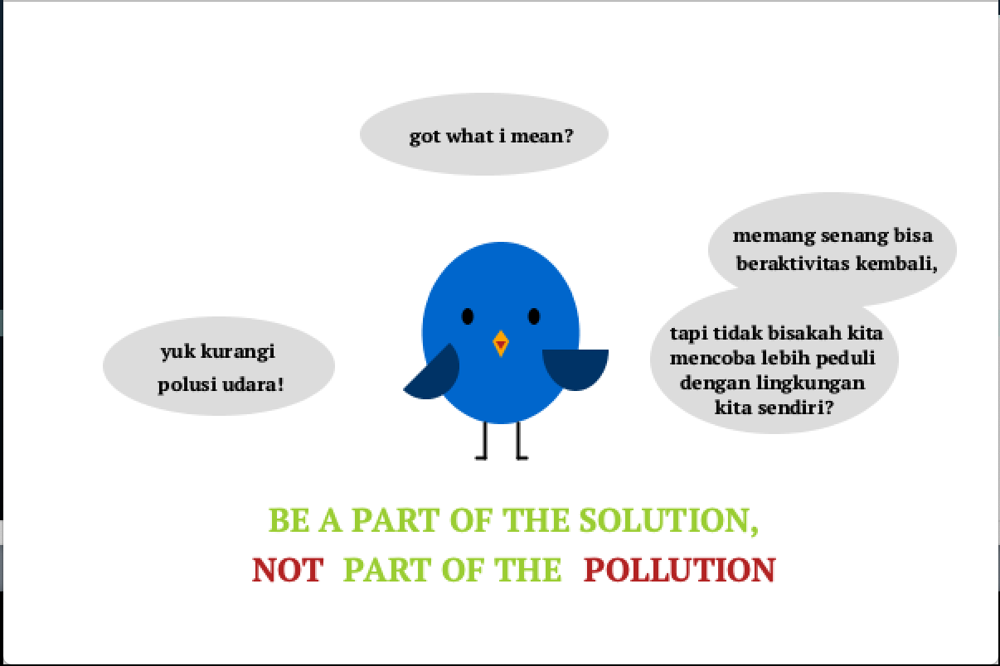 got what i mean?
memang senang bisa
beraktivitas kembali,
tapi tidak bisakah kita
mencoba lebih peduli
dengan lingkungan
kita sendiri?
yuk kurangi
polusi udara!
BE A PART OF THE SOLUTION,
NOT PART OF THE POLLUTION